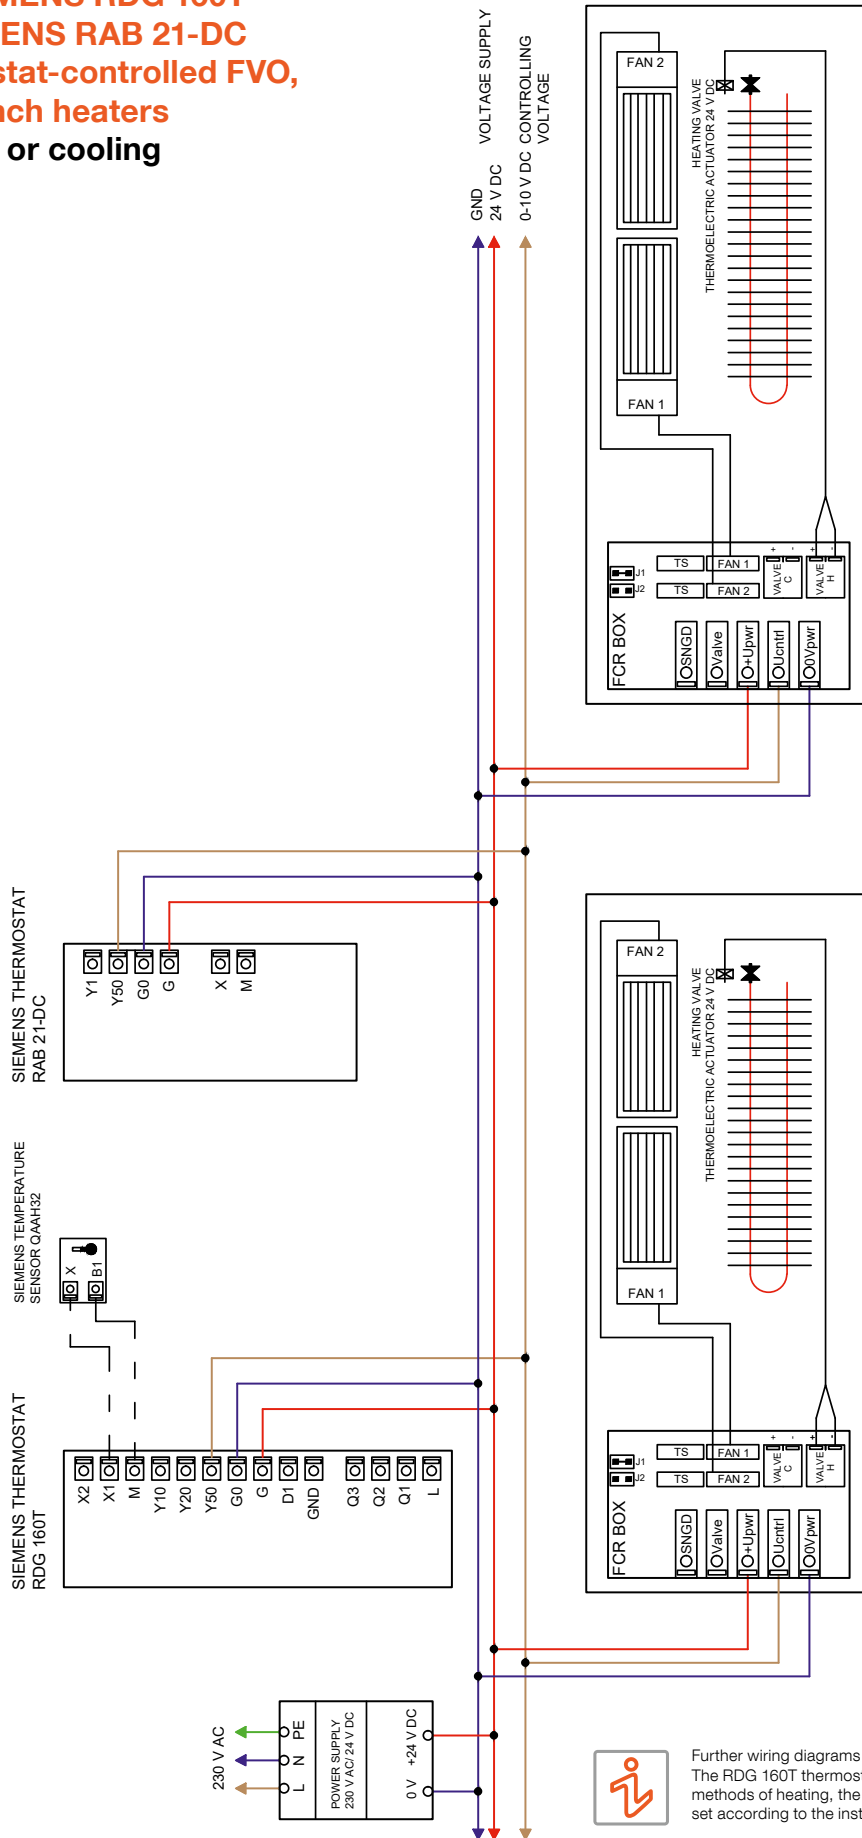 EMENS RDG 160T
ENS RAB 21-DC
stat-controlled FVO,
nch heaters
or cooling
GND
24 V DC
VOLTAGE SUPPLY
0-10 V DC CONTROLLING
VOLTAGE
FAN 2
FAN 1
HEATING VALVE
THERMOELECTRIC ACTUATOR 24 V DC
FCR BOX
J1
J2
TS
FAN 1
TS
FAN 2
VALVE
C
+
-
VALVE
H
+
-
SNGD
Valve
+Upwr
Ucntrl
0Vpwr
SIEMENS THERMOSTAT
RAB 21-DC
Y1
Y50
G0
G
X
M
SIEMENS TEMPERATURE
SENSOR QAAH32
X
B1
SIEMENS THERMOSTAT
RDG 160T
X2
X1
M
Y10
Y20
Y50
G0
G
D1
GND
Q3
Q2
Q1
L
FAN 2
FAN 1
HEATING VALVE
THERMOELECTRIC ACTUATOR 24 V DC
FCR BOX
J1
J2
TS
FAN 1
TS
FAN 2
VALVE
C
+
-
VALVE
H
+
-
SNGD
Valve
+Upwr
Ucntrl
0Vpwr
230 V AC
L
N
PE
POWER SUPPLY
230 V AC/ 24 V DC
0 V
+24 V DC
Further wiring diagrams
The RDG 160T thermost
methods of heating, the
set according to the inst